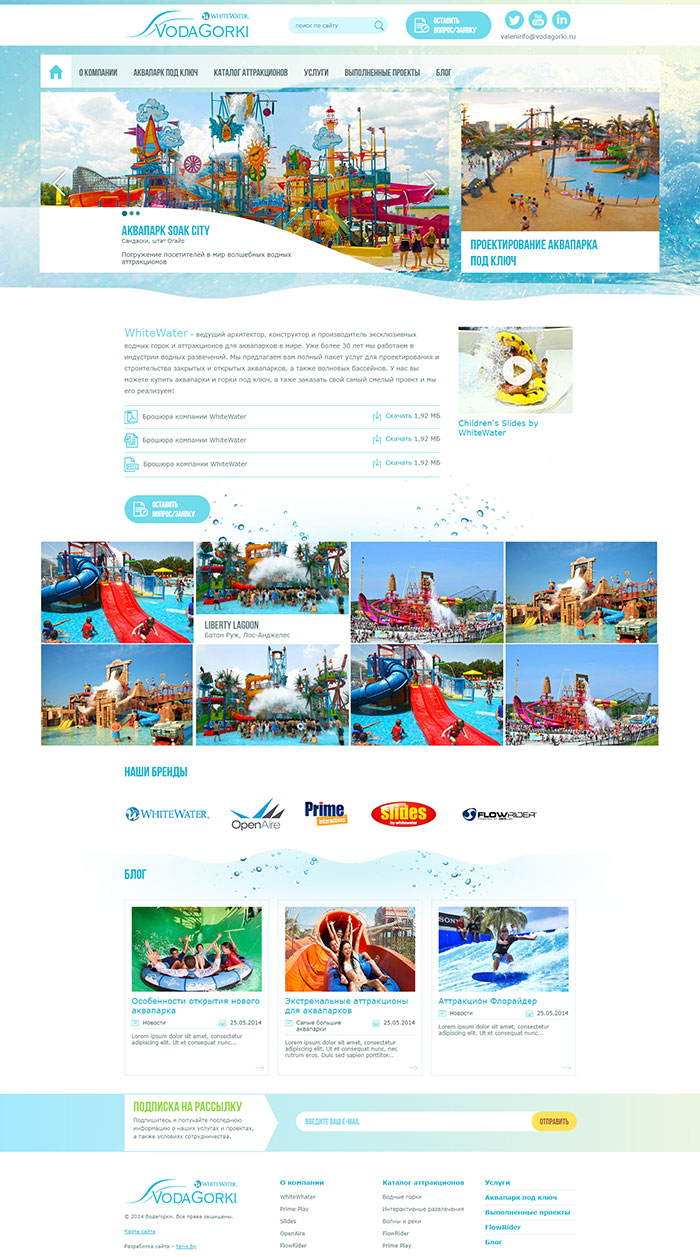 WHITEWATER
VODAGORKI
поиск по сайту
ОСТАВИТЬ
ВОПРОС/ЗАЯВКУ
You
Tube
in
valeninfo@vodagorki.ru
О КОМПАНИИ АКВАПАРК ПОД КЛЮЧ КАТАЛОГ АТТРАКЦИОНОВ УСЛУГИ ВЫПОЛНЕННЫЕ ПРОЕКТЫ БЛОГ
АКВАПАРК SOAK CITY
Сандаски, штат Огайо
Погружение посетителей в мир волшебных водных
аттракционов
ПРОЕКТИРОВАНИЕ АКВАПАРКА
ПОД КЛЮЧ
WhiteWater – ведущий архитектор, конструктор и производитель эксклюзивных
водных горок и аттракционов для аквапарков в мире. Уже более 30 лет мы работаем в
индустрии водных развлечений. Мы предлагаем вам полный пакет услуг для проектирования и
строительства закрытых и открытых аквапарков, а также волновых бассейнов. У нас вы
можете купить аквапарки и горки под ключ, а таже заказать свой самый смелый проект и мы
его реализуем!
Children's Slides by
WhiteWater
Брошюра компании WhiteWater Скачать 1,92 МБ
Брошюра компании WhiteWater Скачать 1,92 МБ
Брошюра компании WhiteWater Скачать 1,92 МБ
ОСТАВИТЬ
ВОПРОС/ЗАЯВКУ
LIBERTY LAGOON
Батон Руж, Лос-Анджелес
НАШИ БРЕНДЫ
WHITEWATER
OpenAire
Prime
interactives
slides
by whitewater
FLOWRIDER
БЛОГ
SONY
Особенности открытия нового
аквапарка
Новости 25.05.2014
Lorem ipsum dolor sit amet, consectetur
adipiscing elit. Ut et consequat nunc...
Экстремальные аттракционы
для аквапарков
Самые большие
аквапарки 25.05.2014
Lorem ipsum dolor sit amet, consectetur
adipiscing elit. Ut et consequat nunc, nec
rutrum eros. Duis sed sapien porttitor...
Аттракцион Флорайдер
Новости 25.05.2014
Lorem ipsum dolor sit amet, consectetur
adipiscing elit. Ut et consequat nunc...
ПОДПИСКА НА РАССЫЛКУ
Подпишитесь и получайте последнюю
информацию о наших услугах и проектах,
а также условиях сотрудничества.
ВВЕДИТЕ ВАШ E-MAIL
ОТПРАВИТЬ
WHITEWATER
VODAGORKI
© 2014 Водагорки. Все права защищены.
Карта сайта
Разработка сайта – fenix.by
О компании
WhiteWhater
Prime Play
Slides
OpenAire
FlowRider
Каталог аттракционов
Водные горки
Интерактивные развлечения
Волны и реки
FlowRider
Prime Play
Услуги
Аквапарк под ключ
Выполненные проекты
FlowRider
Блог